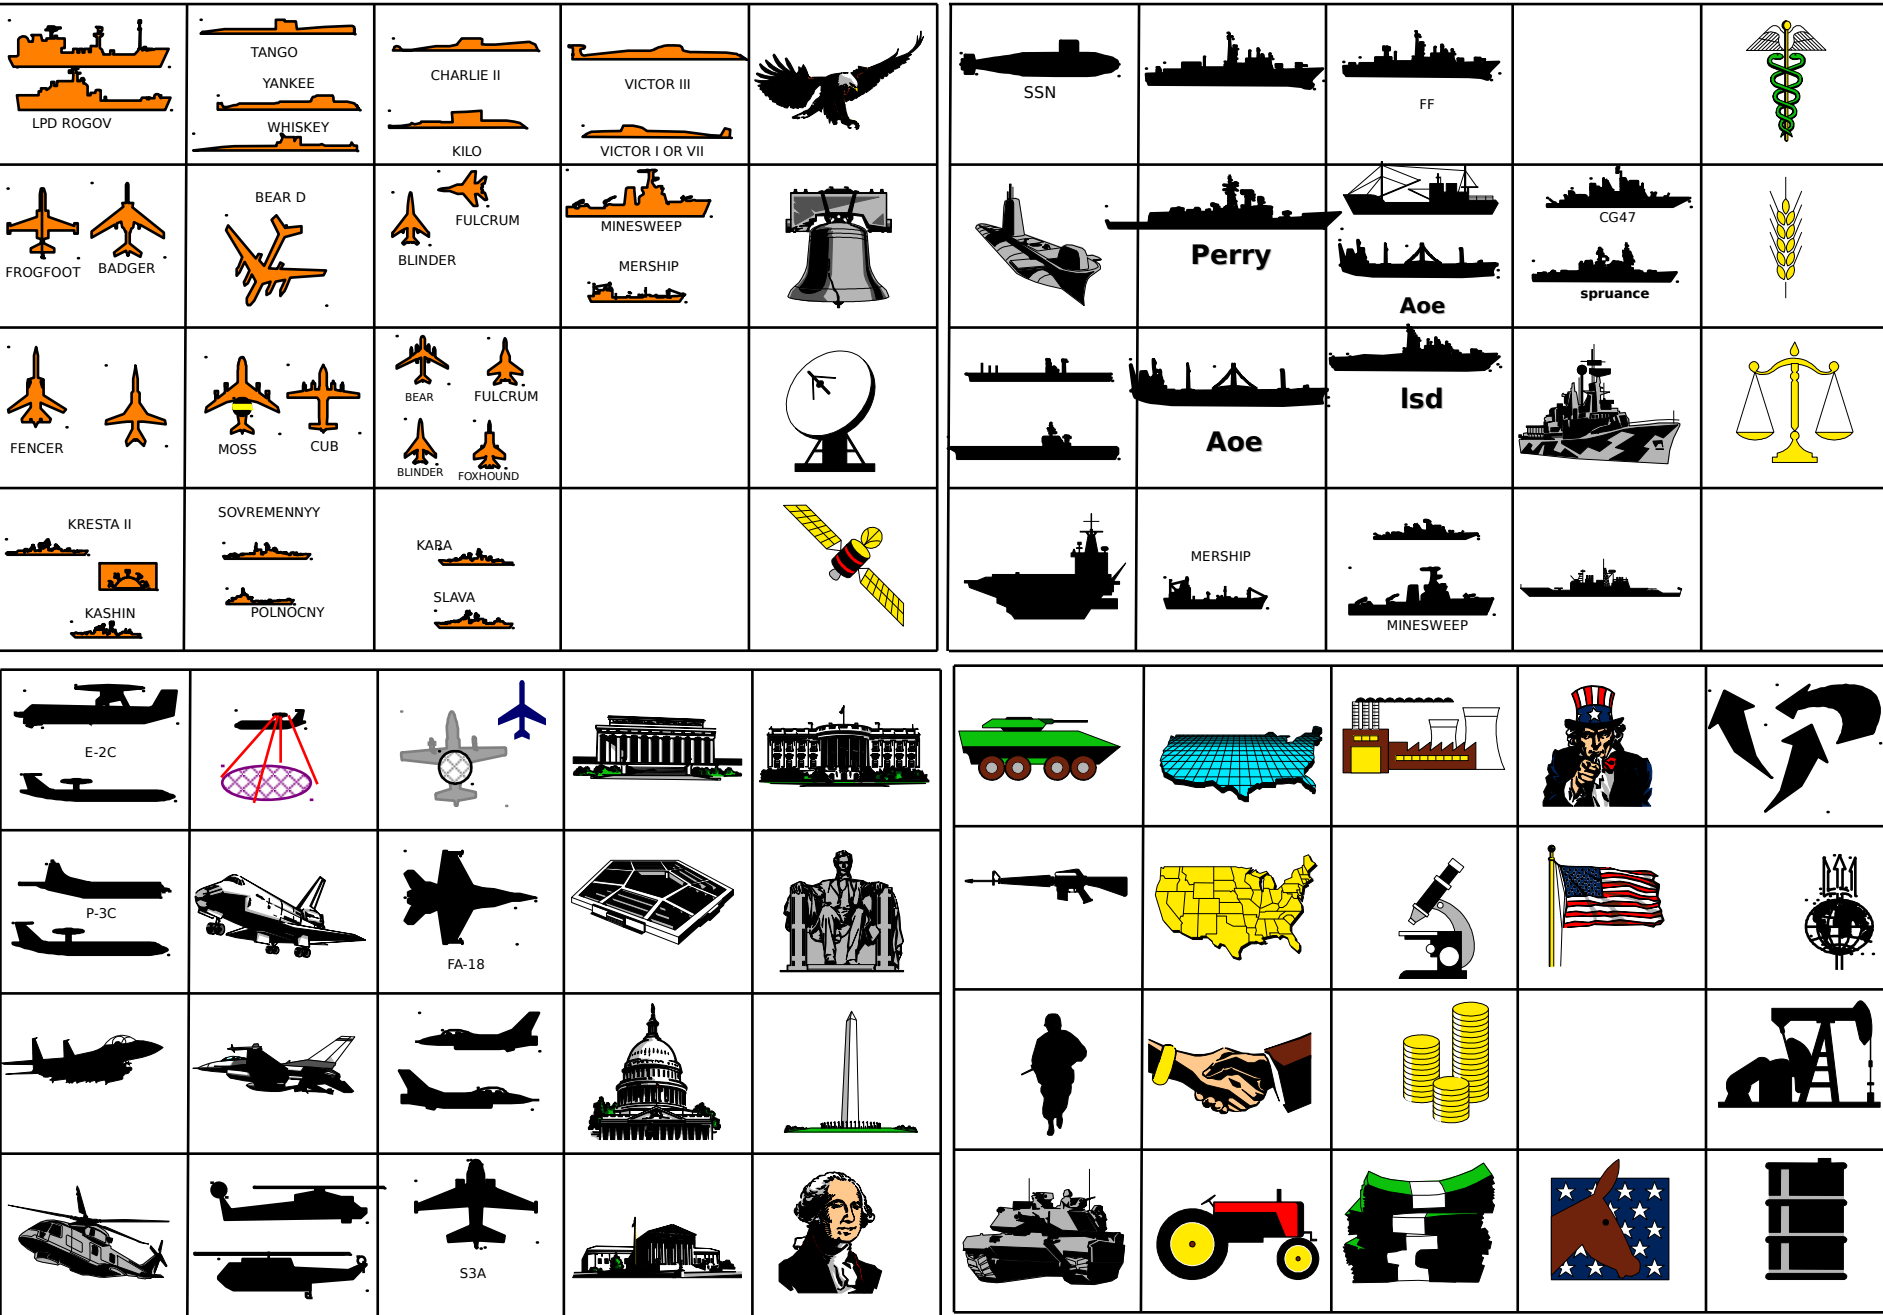 TANGO
YANKEE
WHISKEY
LPD ROGOV
CHARLIE II
KILO
VICTOR III
VICTOR I OR VII
SSN
FF
FROGFOOT
BADGER
BEAR D
FULCRUM
BLINDER
MINESWEEP
MERSHIP
Perry
Aoe
CG47
spruance
FENCER
MOSS
CUB
BEAR
FULCRUM
BLINDER
FOXHOUND
Aoe
lsd
KRESTA II
KASHIN
SOVREMENNYY
POLNOCNY
KARA
SLAVA
MERSHIP
MINESWEEP
E-2C
P-3C
FA-18
S3A